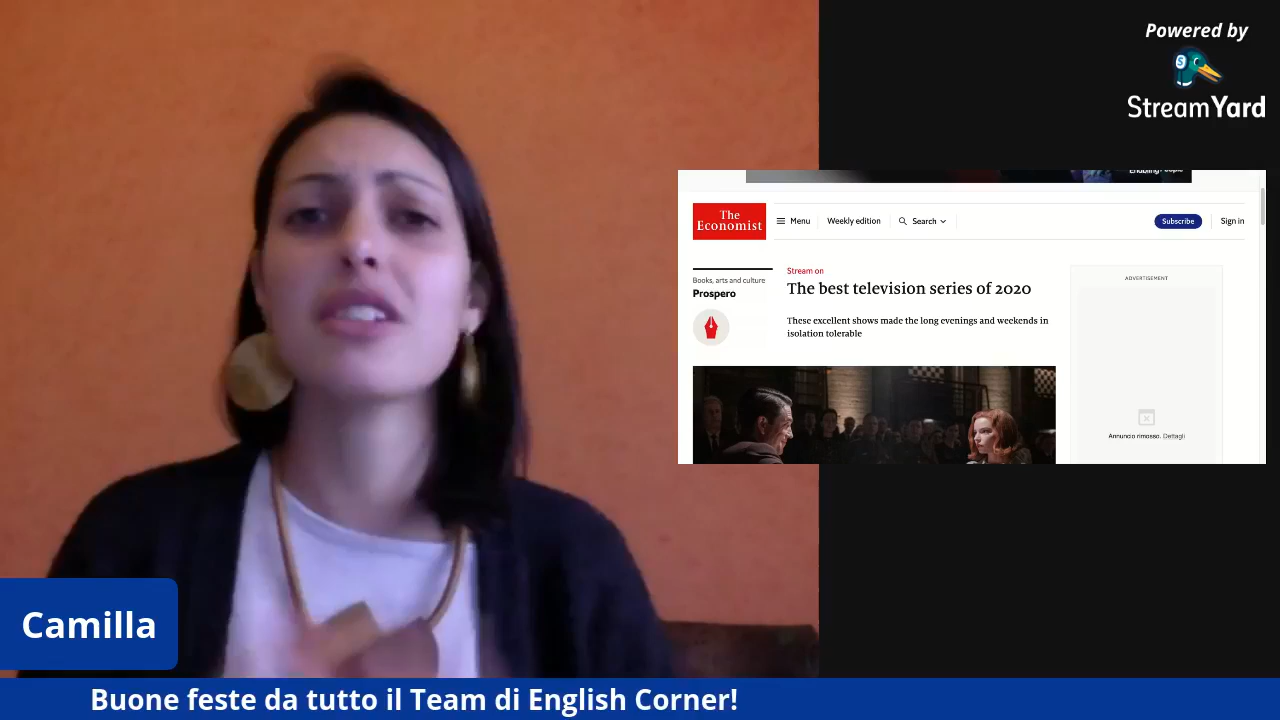 Powered by
StreamYard
The
Economist
Menu
Weekly edition
Search
Subscribe
Sign in
Books, arts and culture
Prospero
Stream on
The best television series of 2020
These excellent shows made the long evenings and weekends in
isolation tolerable
ADVERTISEMENT
Annuncio rimosso. Dettagli
Camilla
Buone feste da tutto il Team di English Corner!